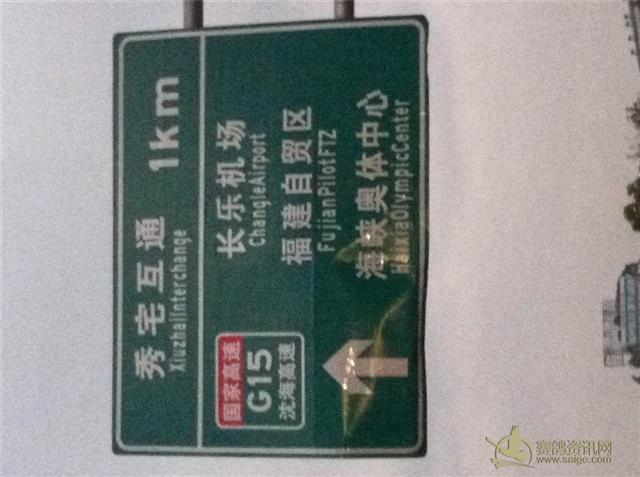 秀宅互通 1km
XiuzhaiInterchange
国家高速
G15
沈海高速
长乐机场
ChangleAirport
福建自贸区
FujianPilotFTZ
海峡奥体中心
HaixiaOlympicCenter
赛鸽资讯网
www.saige.com